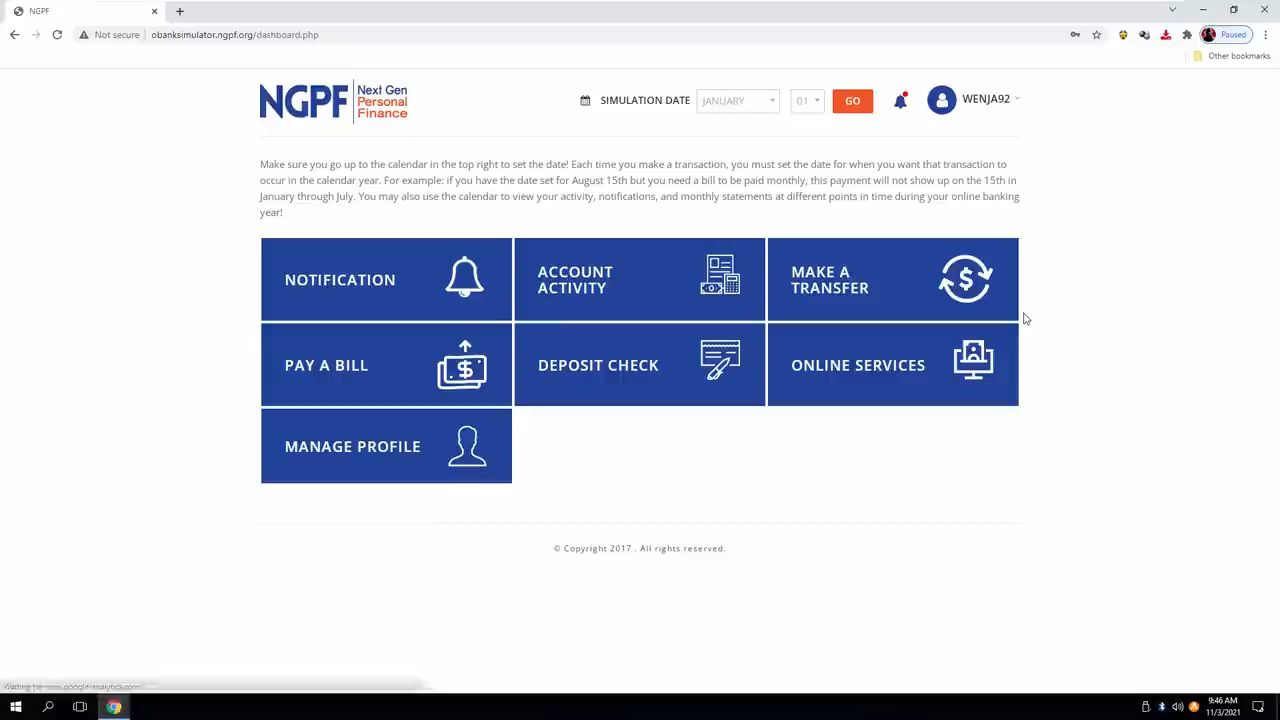 NGPF
Not secure
obanksimulator.ngpf.org/dashboard.php
Paused
Other bookmarks
NGPF Next Gen
Personal
Finance
SIMULATION DATE JANUARY 01 GO WENJA92
Make sure you go up to the calendar in the top right to set the date! Each time you make a transaction, you must set the date for when you want that transaction to
occur in the calendar year. For example: if you have the date set for August 15th but you need a bill to be paid monthly, this payment will not show up on the 15th in
January through July. You may also use the calendar to view your activity, notifications, and monthly statements at different points in time during your online banking
year!
NOTIFICATION
ACCOUNT
ACTIVITY
MAKE A
TRANSFER
PAY A BILL
DEPOSIT CHECK
ONLINE SERVICES
MANAGE PROFILE
© Copyright 2017 . All rights reserved.
9:46 AM
11/3/2021